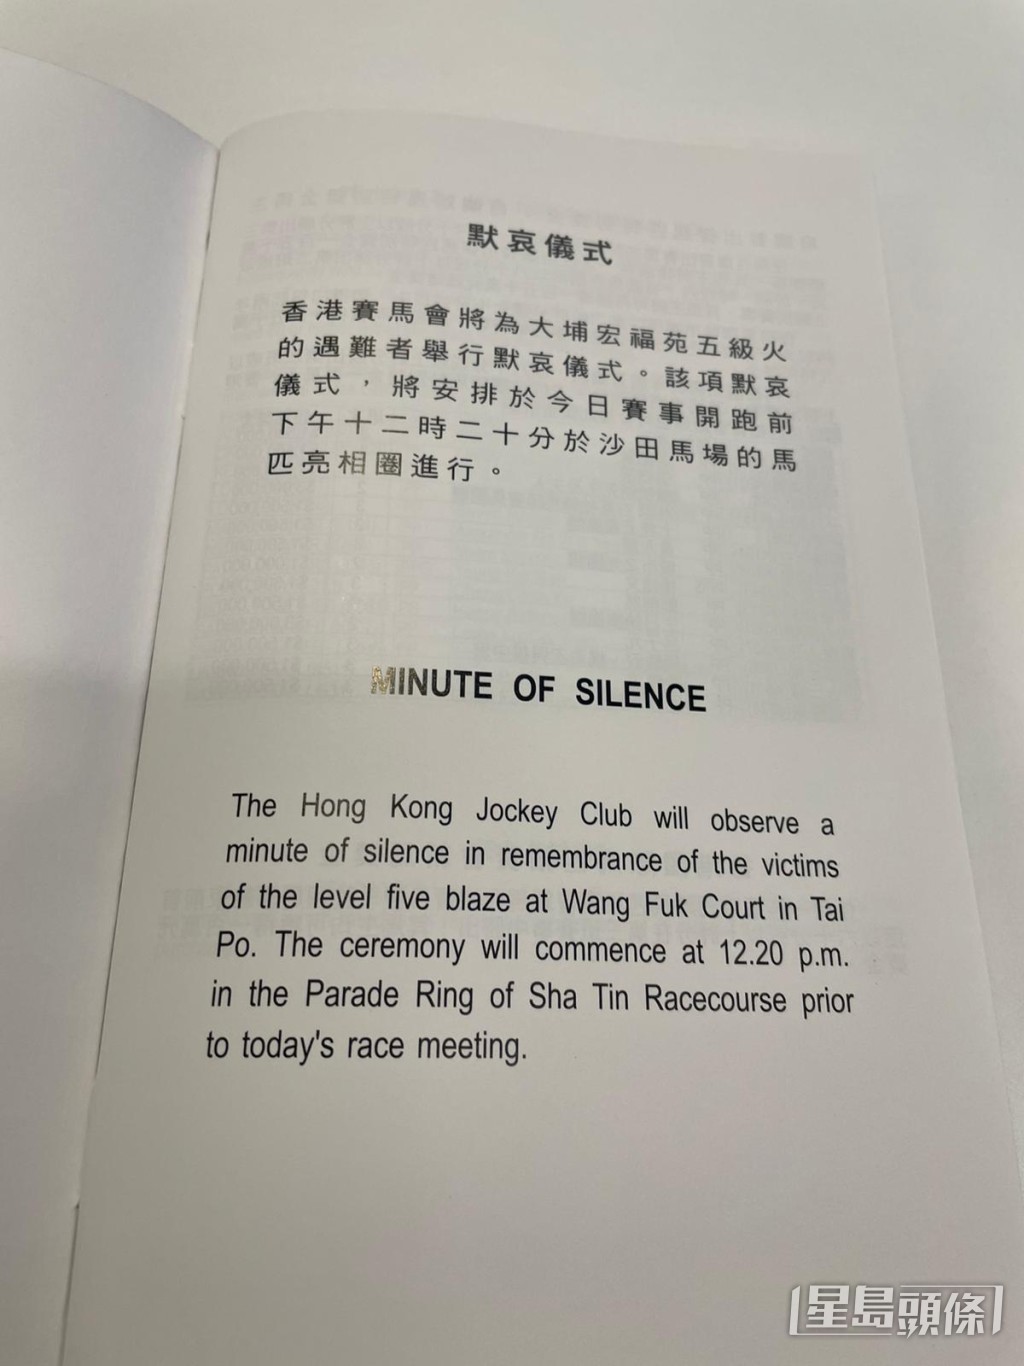 默哀儀式
香港賽馬會將為大埔宏福苑五級火
的遇難者舉行默哀儀式。該項默哀
儀式，將安排於今日賽事開跑前
下午十二時二十分於沙田馬場的馬
匹亮相圈進行。
MINUTE OF SILENCE
The Hong Kong Jockey Club will observe a
minute of silence in remembrance of the victims
of the level five blaze at Wang Fuk Court in Tai
Po. The ceremony will commence at 12.20 p.m.
in the Parade Ring of Sha Tin Racecourse prior
to today's race meeting.
星島頭條